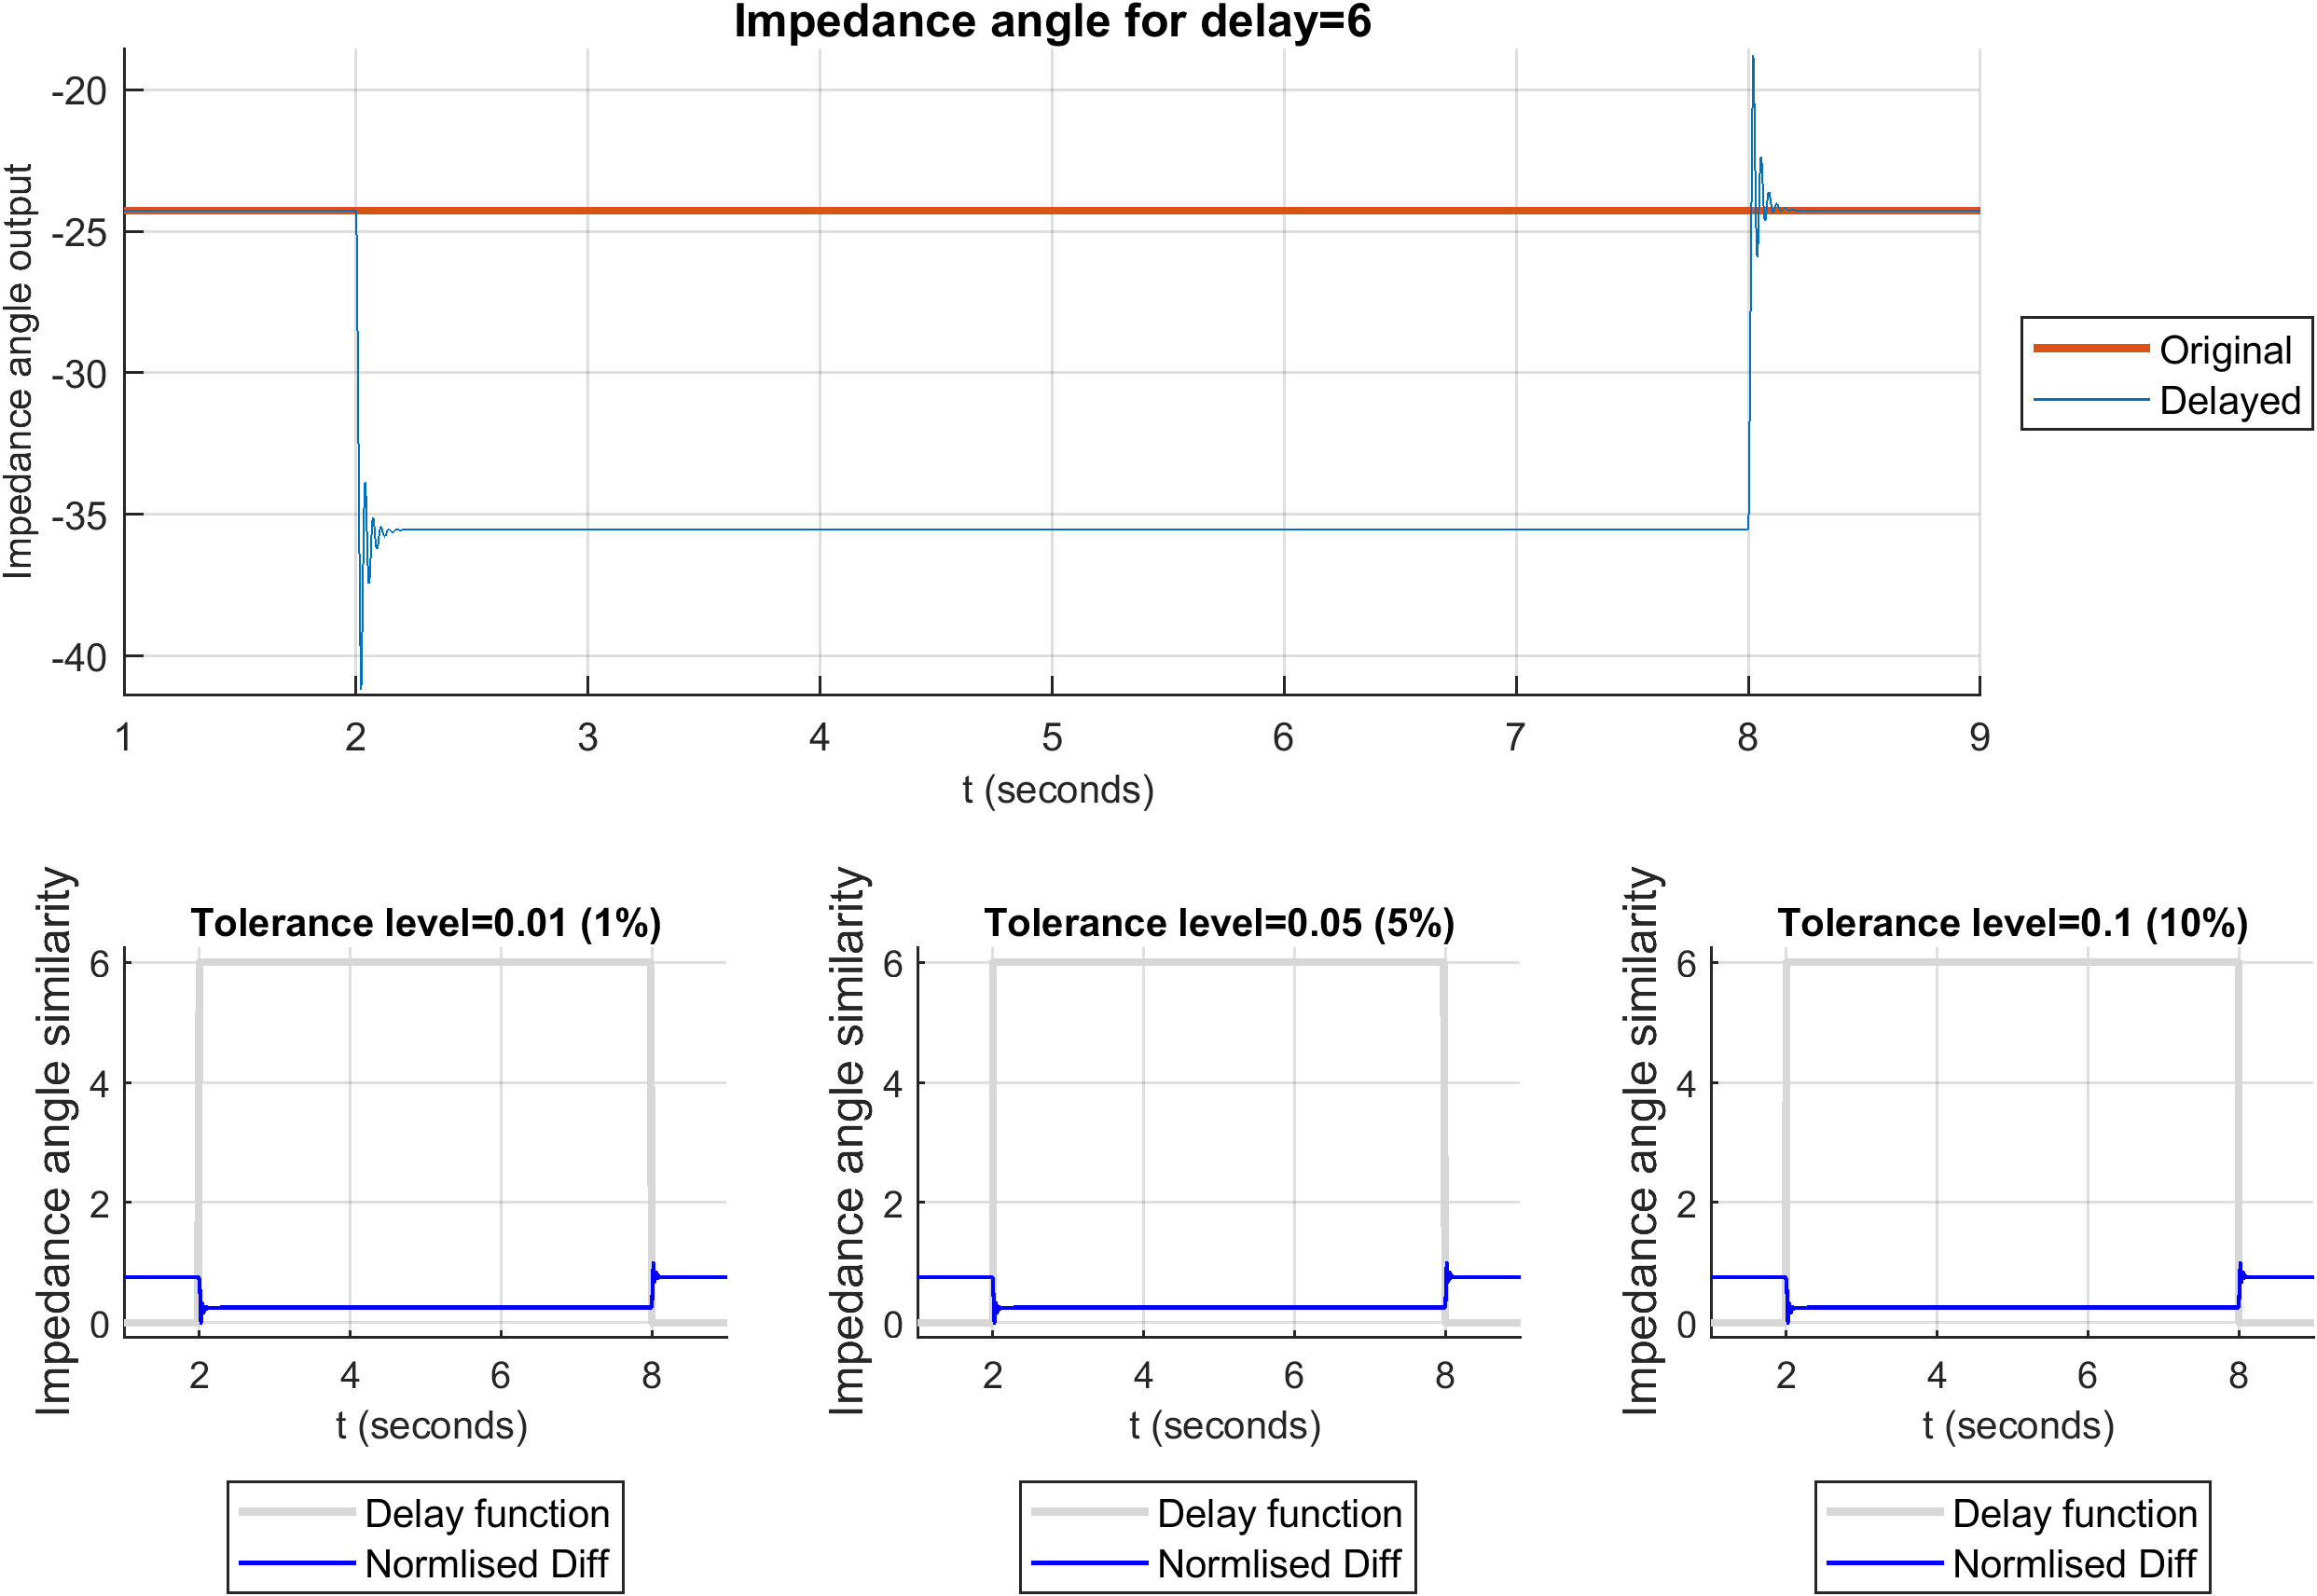 Impedance angle for delay=6
Impedance angle output
-20
-25
-30
-35
-40
1 2 3 4 5 6 7 8 9
t (seconds)
Original
Delayed
Tolerance level=0.01 (1%)
Impedance angle similarity
6
4
2
0
2 4 6 8
t (seconds)
Delay function
Normlised Diff
Tolerance level=0.05 (5%)
Impedance angle similarity
6
4
2
0
2 4 6 8
t (seconds)
Delay function
Normlised Diff
Tolerance level=0.1 (10%)
Impedance angle similarity
6
4
2
0
2 4 6 8
t (seconds)
Delay function
Normlised Diff